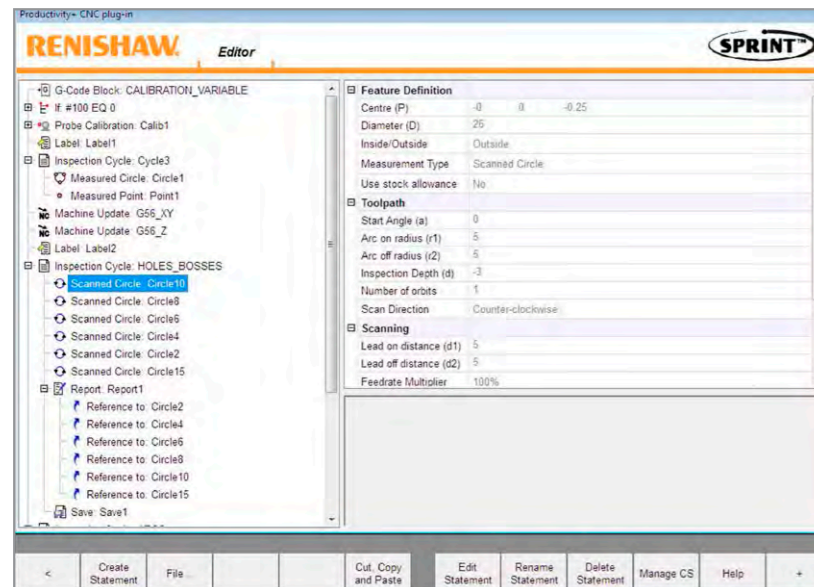 Productivity+ CNC plug-in
RENISHAW.
Editor
SPRINT™
G-Code Block: CALIBRATION_VARIABLE
If #100 EQ 0
Probe Calibration: Calib1
Label: Label1
Inspection Cycle: Cycle3
Measured Circle: Circle1
Measured Point: Point1
Machine Update: G56_XY
Machine Update: G56_Z
Label: Label2
Inspection Cycle: HOLES_BOSSES
Scanned Circle: Circle10
Scanned Circle: Circle8
Scanned Circle: Circle6
Scanned Circle: Circle4
Scanned Circle: Circle2
Scanned Circle: Circle15
Report: Report1
Reference to: Circle2
Reference to: Circle4
Reference to: Circle6
Reference to: Circle8
Reference to: Circle10
Reference to: Circle15
Save: Save1
Feature Definition
Centre (P) -0 0 -0.25
Diameter (D) 25
Inside/Outside Outside
Measurement Type Scanned Circle
Use stock allowance No
Toolpath
Start Angle (a) 0
Arc on radius (r1) 5
Arc off radius (r2) 5
Inspection Depth (d) -3
Number of orbits 1
Scan Direction Counter-clockwise
Scanning
Lead on distance (d1) 5
Lead off distance (d2) 5
Feedrate Multiplier 100%
<
Create Statement
File...
Cut, Copy and Paste
Edit Statement
Rename Statement
Delete Statement
Manage CS
Help
+